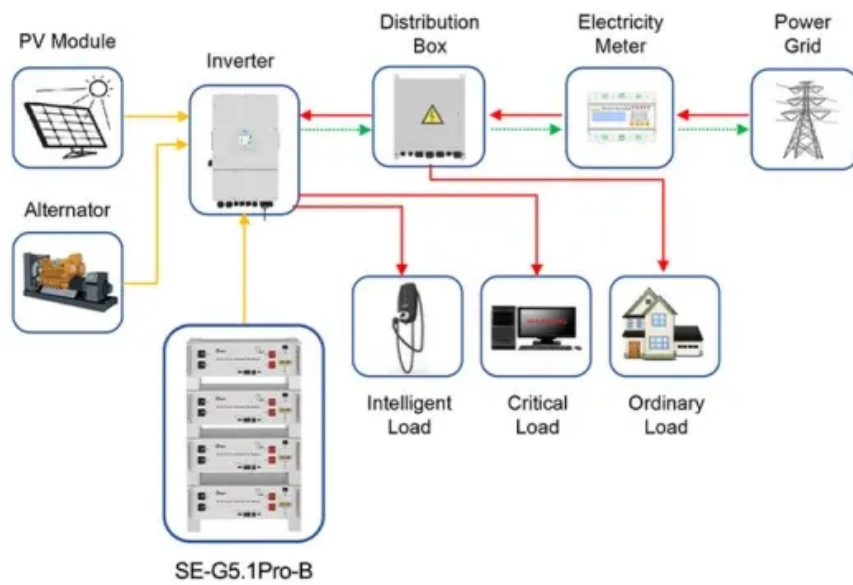 PV Module
Inverter
Distribution
Box
Electricity
Meter
Power
Grid
Alternator
Intelligent
Load
Critical
Load
Ordinary
Load
SE-G5.1Pro-B